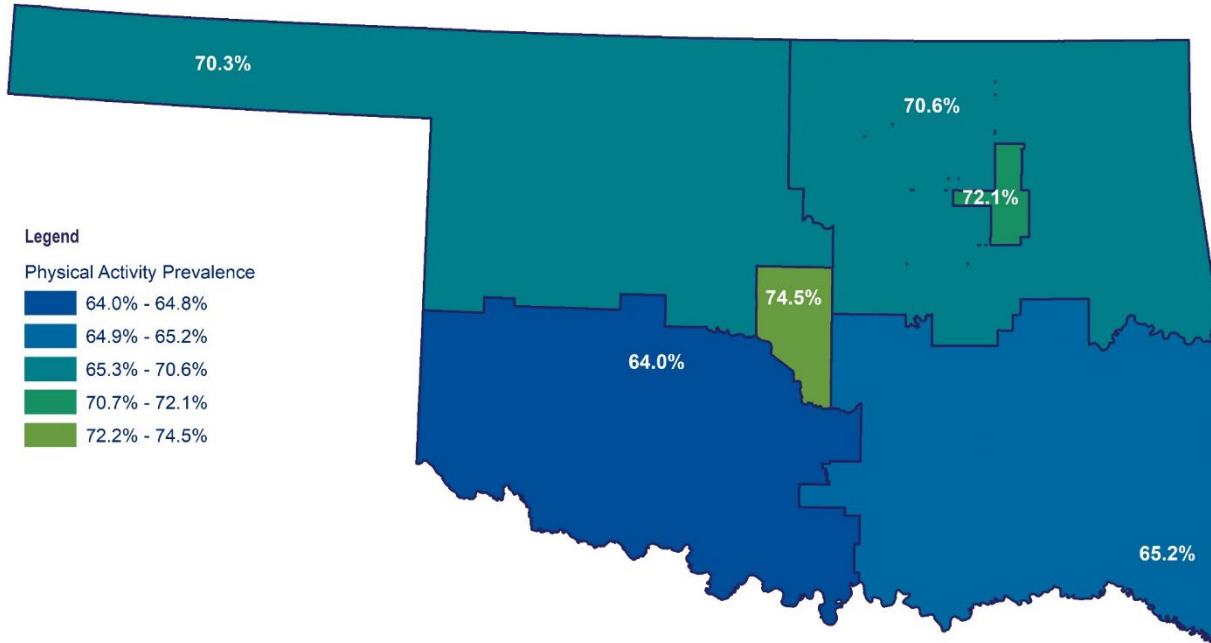 70.3%
70.6%
72.1%
Legend
Physical Activity Prevalence
64.0% - 64.8%
64.9% - 65.2%
65.3% - 70.6%
70.7% - 72.1%
72.2% - 74.5%
74.5%
64.0%
65.2%